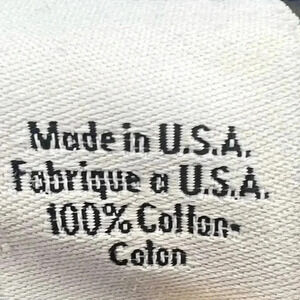 Made in U.S.A.
Fabrique a U.S.A.
100% Cotton-
Coton